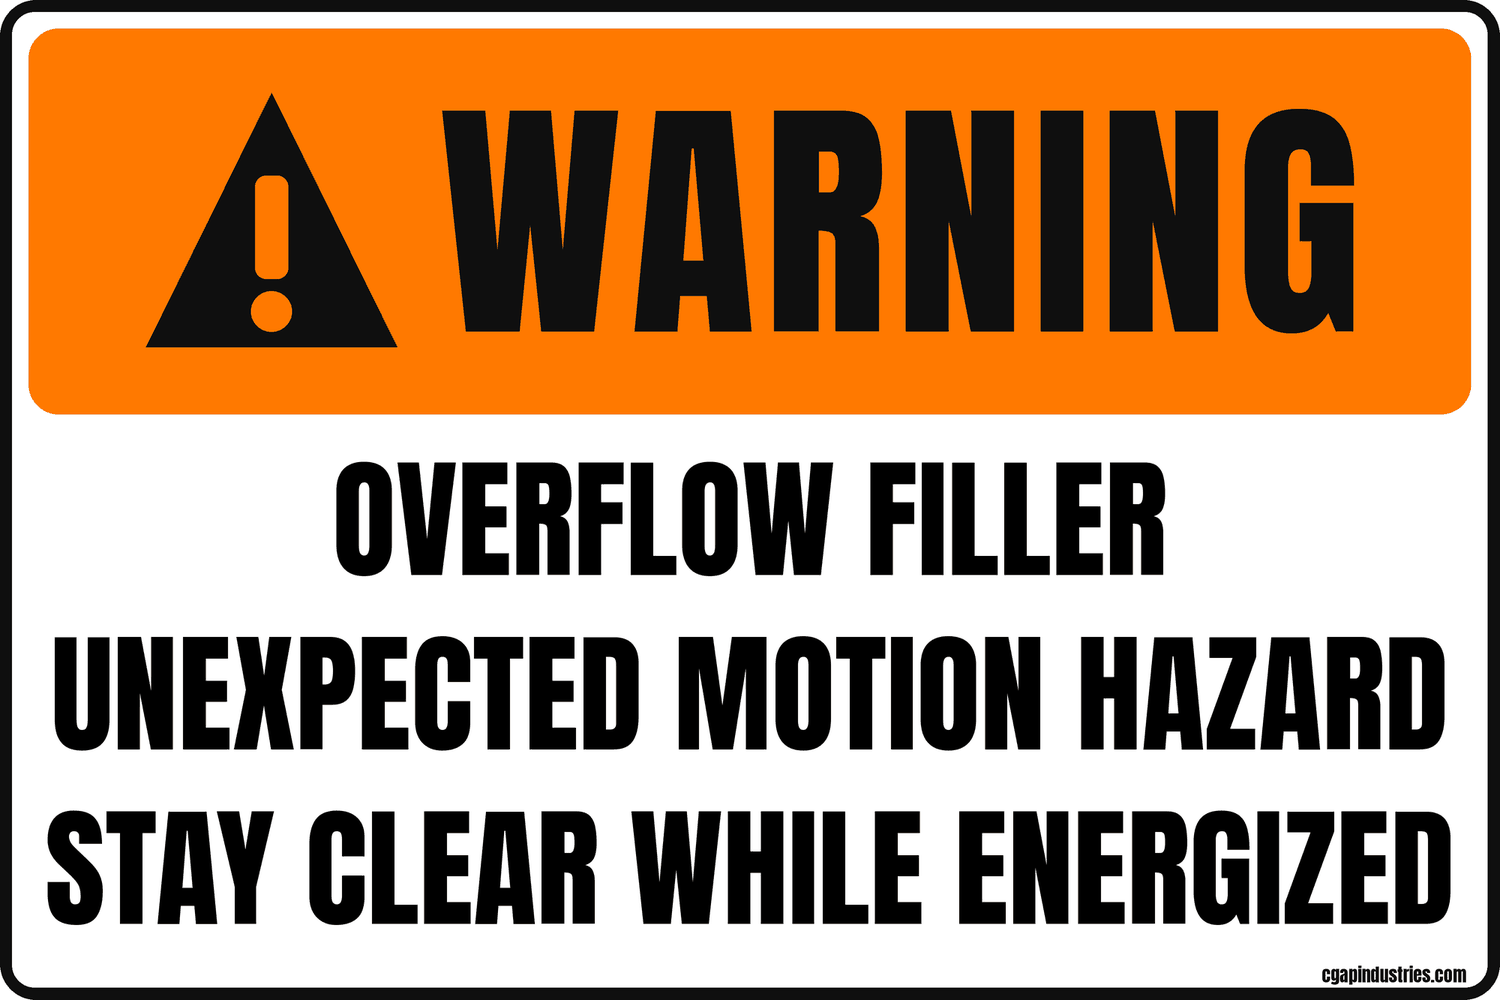 WARNING
OVERFLOW FILLER
UNEXPECTED MOTION HAZARD
STAY CLEAR WHILE ENERGIZED
cgapindustries.com